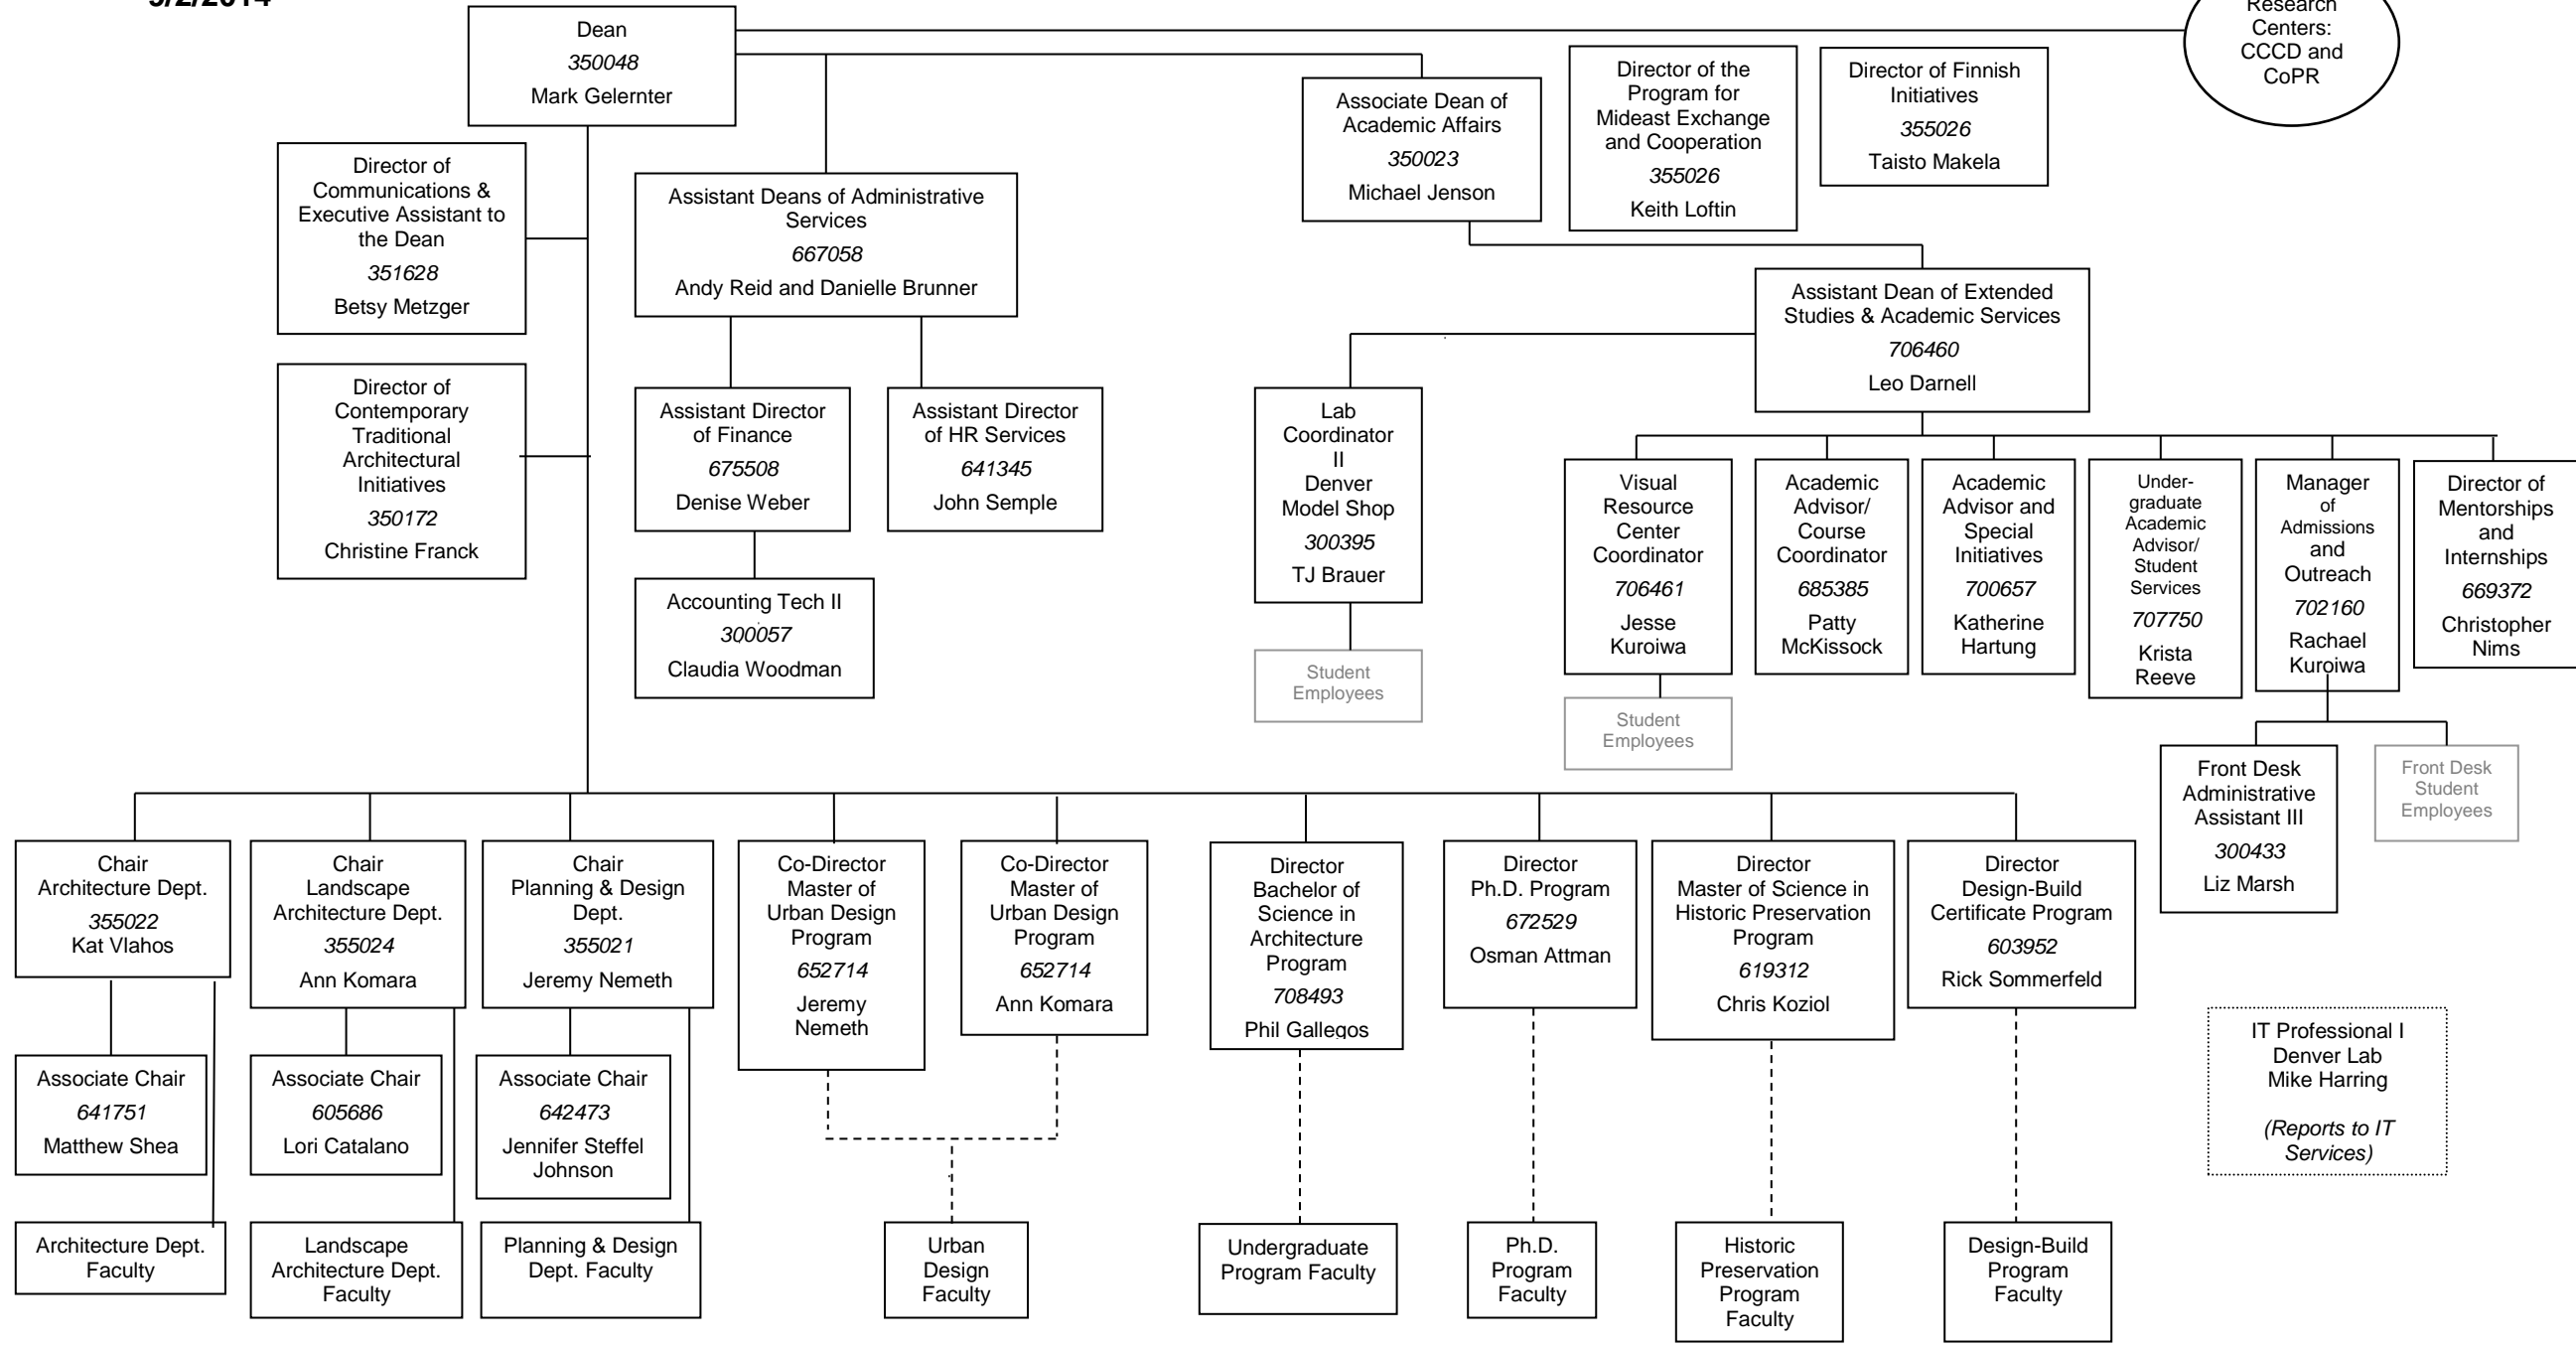 Dean
350048
Mark Gelernter
Research
Centers:
CCCD and
CoPR
Director of the
Program for
Mideast Exchange
and Cooperation
355026
Keith Loftin
Director of Finnish
Initiatives
355026
Taisto Makela
Associate Dean of
Academic Affairs
350023
Michael Jenson
Director of
Communications &
Executive Assistant to
the Dean
351628
Betsy Metzger
Assistant Deans of Administrative
Services
667058
Andy Reid and Danielle Brunner
Assistant Dean of Extended
Studies & Academic Services
706460
Leo Darnell
Director of
Contemporary
Traditional
Architectural
Initiatives
350172
Christine Franck
Assistant Director
of Finance
675508
Denise Weber
Assistant Director
of HR Services
641345
John Semple
Lab
Coordinator
II
Denver
Model Shop
300395
TJ Brauer
Visual
Resource
Center
Coordinator
706461
Jesse
Kuroiwa
Academic
Advisor/
Course
Coordinator
685385
Patty
McKissock
Academic
Advisor and
Special
Initiatives
700657
Katherine
Hartung
Under-
graduate
Academic
Advisor/
Student
Services
707750
Krista
Reeve
Manager
of
Admissions
and
Outreach
702160
Rachael
Kuroiwa
Director of
Mentorships
and
Internships
669372
Christopher
Nims
Accounting Tech II
300057
Claudia Woodman
Student
Employees
Student
Employees
Front Desk
Administrative
Assistant III
300433
Liz Marsh
Front Desk
Student
Employees
Chair
Architecture Dept.
355022
Kat Vlahos
Chair
Landscape
Architecture Dept.
355024
Ann Komara
Chair
Planning & Design
Dept.
355021
Jeremy Nemeth
Co-Director
Master of
Urban Design
Program
652714
Jeremy
Nemeth
Co-Director
Master of
Urban Design
Program
652714
Ann Komara
Director
Bachelor of
Science in
Architecture
Program
708493
Phil Gallegos
Director
Ph.D. Program
672529
Osman Attman
Director
Master of Science in
Historic Preservation
Program
619312
Chris Koziol
Director
Design-Build
Certificate Program
603952
Rick Sommerfeld
IT Professional I
Denver Lab
Mike Harring
(Reports to IT
Services)
Associate Chair
641751
Matthew Shea
Associate Chair
605686
Lori Catalano
Associate Chair
642473
Jennifer Steffel
Johnson
Architecture Dept.
Faculty
Landscape
Architecture Dept.
Faculty
Planning & Design
Dept. Faculty
Urban
Design
Faculty
Undergraduate
Program Faculty
Ph.D.
Program
Faculty
Historic
Preservation
Program
Faculty
Design-Build
Program
Faculty